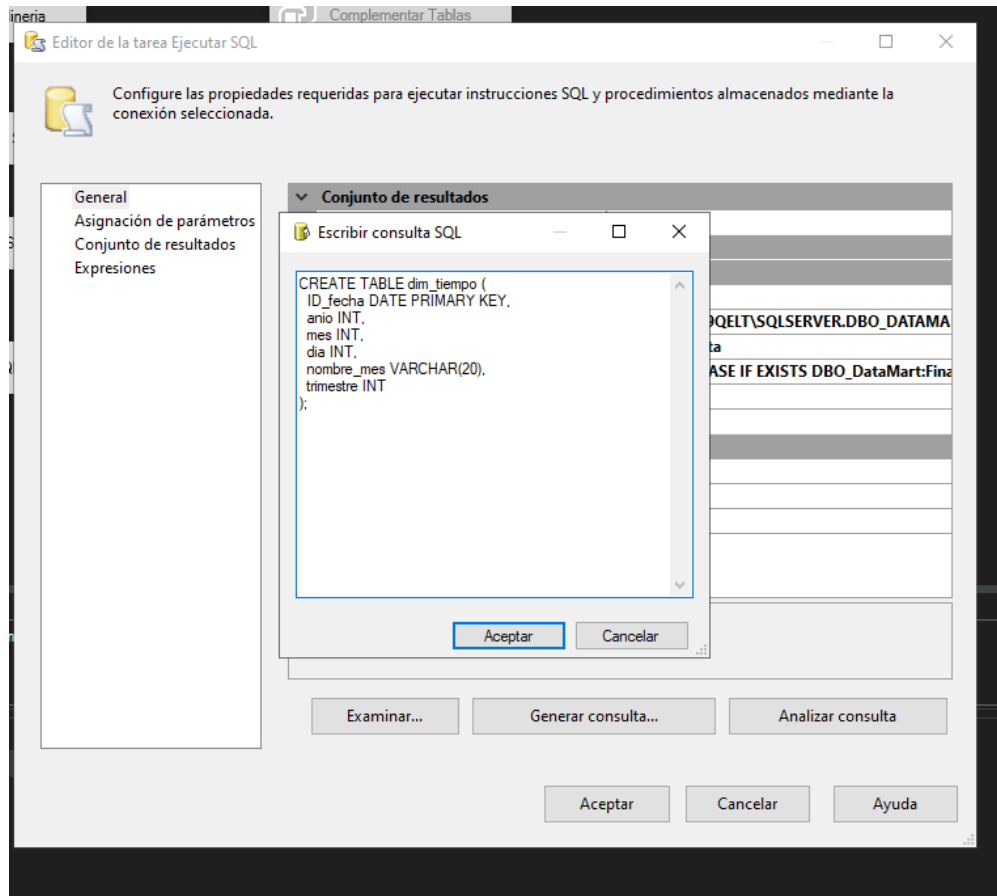 ineria
Complementar Tablas
Editor de la tarea Ejecutar SQL
Configure las propiedades requeridas para ejecutar instrucciones SQL y procedimientos almacenados mediante la
conexión seleccionada.
General
Asignación de parámetros
Conjunto de resultados
Expresiones
Conjunto de resultados
Escribir consulta SQL
CREATE TABLE dim_tiempo (
ID_fecha DATE PRIMARY KEY,
anio INT,
mes INT,
dia INT,
nombre_mes VARCHAR(20),
trimestre INT
);
QELT\SQLSERVER.DBO_DATAMA
ta
ASE IF EXISTS DBO_DataMart:Fina
Aceptar
Cancelar
Examinar...
Generar consulta...
Analizar consulta
Aceptar
Cancelar
Ayuda